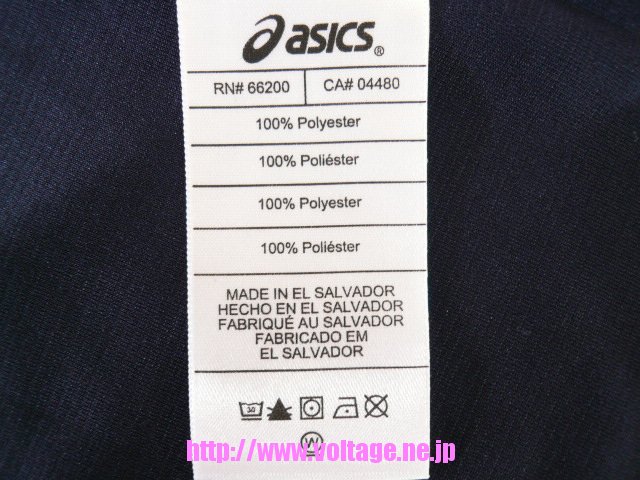 asics®
RN# 66200 CA# 04480
100% Polyester
100% Poliéster
100% Polyester
100% Poliéster
MADE IN EL SALVADOR
HECHO EN EL SALVADOR
FABRIQUÉ AU SALVADOR
FABRICADO EM
EL SALVADOR
30
W
http://www.voltage.ne.jp